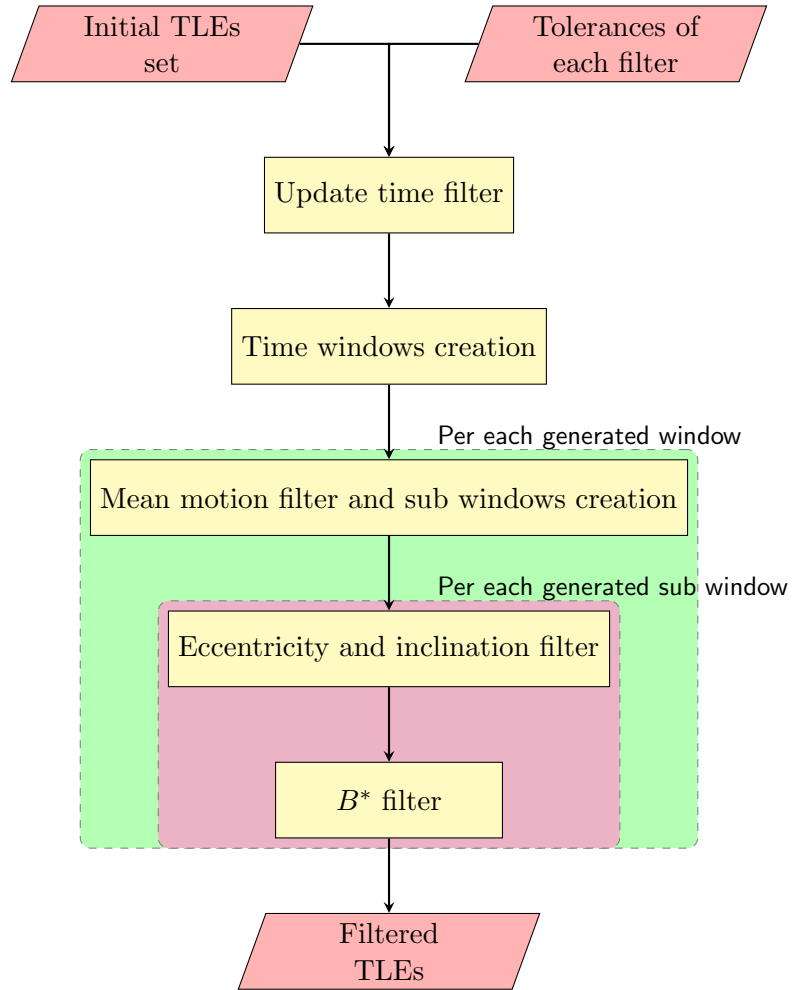 Initial TLEs
set
Tolerances of
each filter
Update time filter
Time windows creation
Per each generated window
Mean motion filter and sub windows creation
Per each generated sub window
Eccentricity and inclination filter
B* filter
Filtered
TLEs